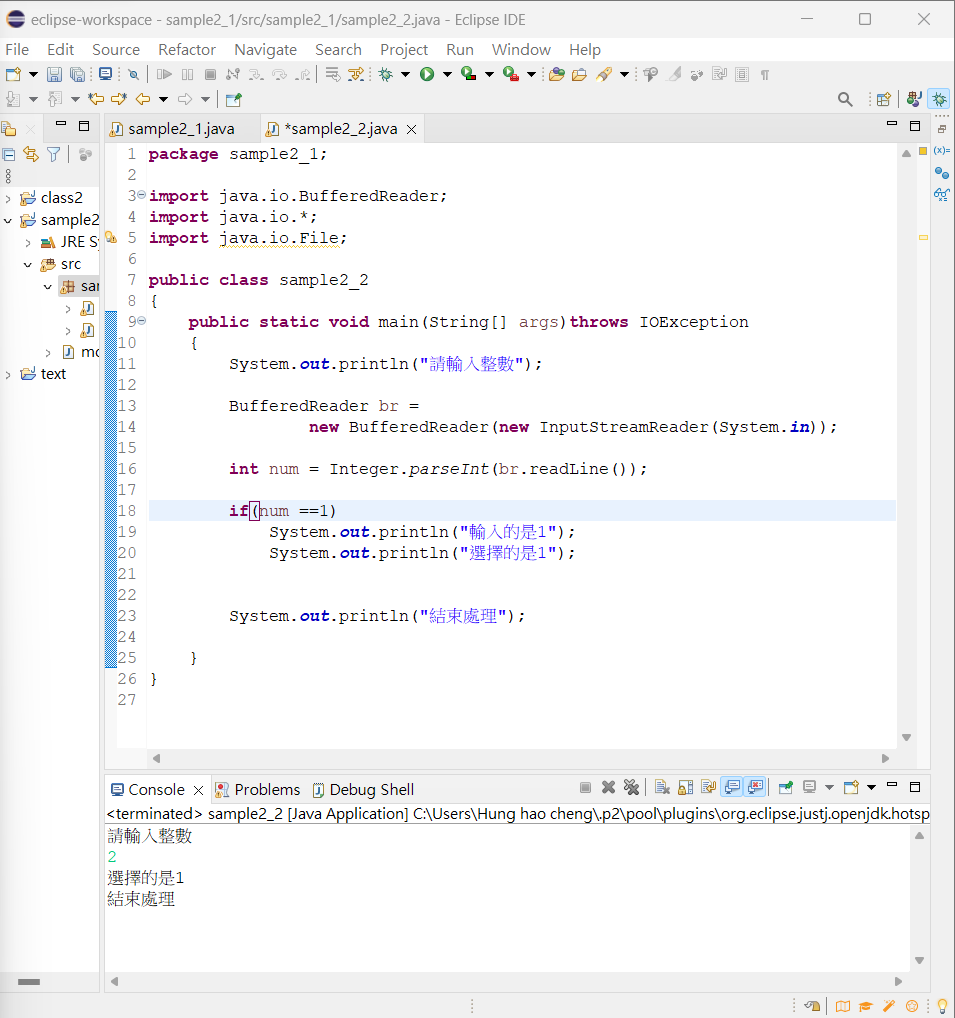 eclipse-workspace - sample2_1/src/sample2_1/sample2_2.java - Eclipse IDE
File Edit Source Refactor Navigate Search Project Run Window Help
sample2_1.java *sample2_2.java
class2
sample2
JRE S
src
sar
mo
text
1 package sample2_1;
2
3 import java.io.BufferedReader;
4 import java.io.*;
5 import java.io.File;
6
7 public class sample2_2
8 {
9 public static void main(String[] args)throws IOException
10 {
11 System.out.println("請輸入整數");
12
13 BufferedReader br =
14 new BufferedReader(new InputStreamReader(System.in));
15
16 int num = Integer.parseInt(br.readLine());
17
18 if(num ==1)
19 System.out.println("輸入的是1");
20 System.out.println("選擇的是1");
21
22
23 System.out.println("結束處理");
24
25 }
26 }
27
Console Problems Debug Shell
<terminated> sample2_2 [Java Application] C:\Users\Hung hao cheng\.p2\pool\plugins\org.eclipse.justj.openjdk.hotsp
請輸入整數
2
選擇的是1
結束處理